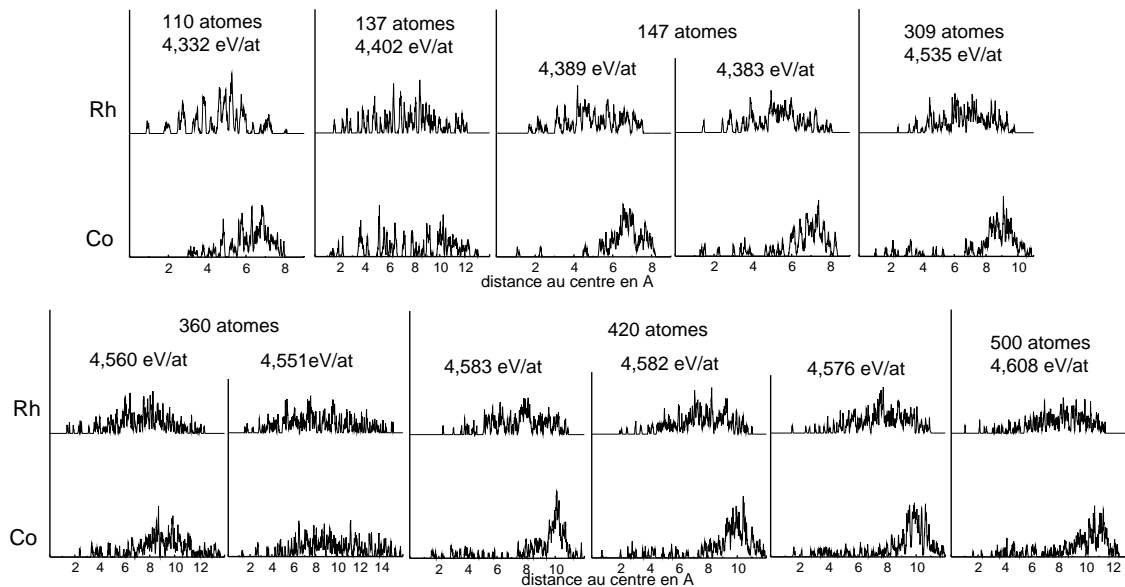 110 atomes
4,332 eV/at
137 atomes
4,402 eV/at
147 atomes
4,389 eV/at
4,383 eV/at
309 atomes
4,535 eV/at
Rh
Co
2 4 6 8
2 4 6 8 10 12
2 4 6 8
2 4 6 8
2 4 6 8 10
distance au centre en A
360 atomes
4,560 eV/at
4,551eV/at
420 atomes
4,583 eV/at
4,582 eV/at
4,576 eV/at
500 atomes
4,608 eV/at
Rh
Co
2 4 6 8 10 12
2 4 6 8 10 12 14
2 4 6 8 10
2 4 6 8 10
2 4 6 8 10
2 4 6 8 10 12
distance au centre en A